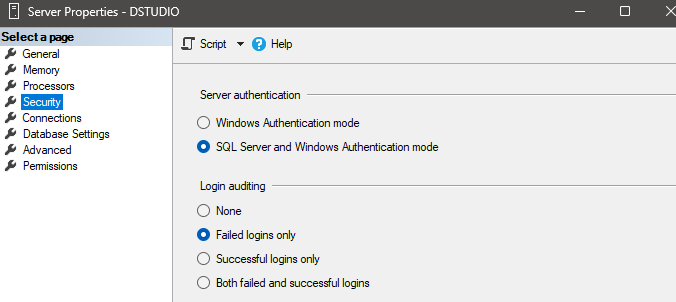 Server Properties - DSTUDIO
Select a page
General
Memory
Processors
Security
Connections
Database Settings
Advanced
Permissions
Script
Help
Server authentication
Windows Authentication mode
SQL Server and Windows Authentication mode
Login auditing
None
Failed logins only
Successful logins only
Both failed and successful logins